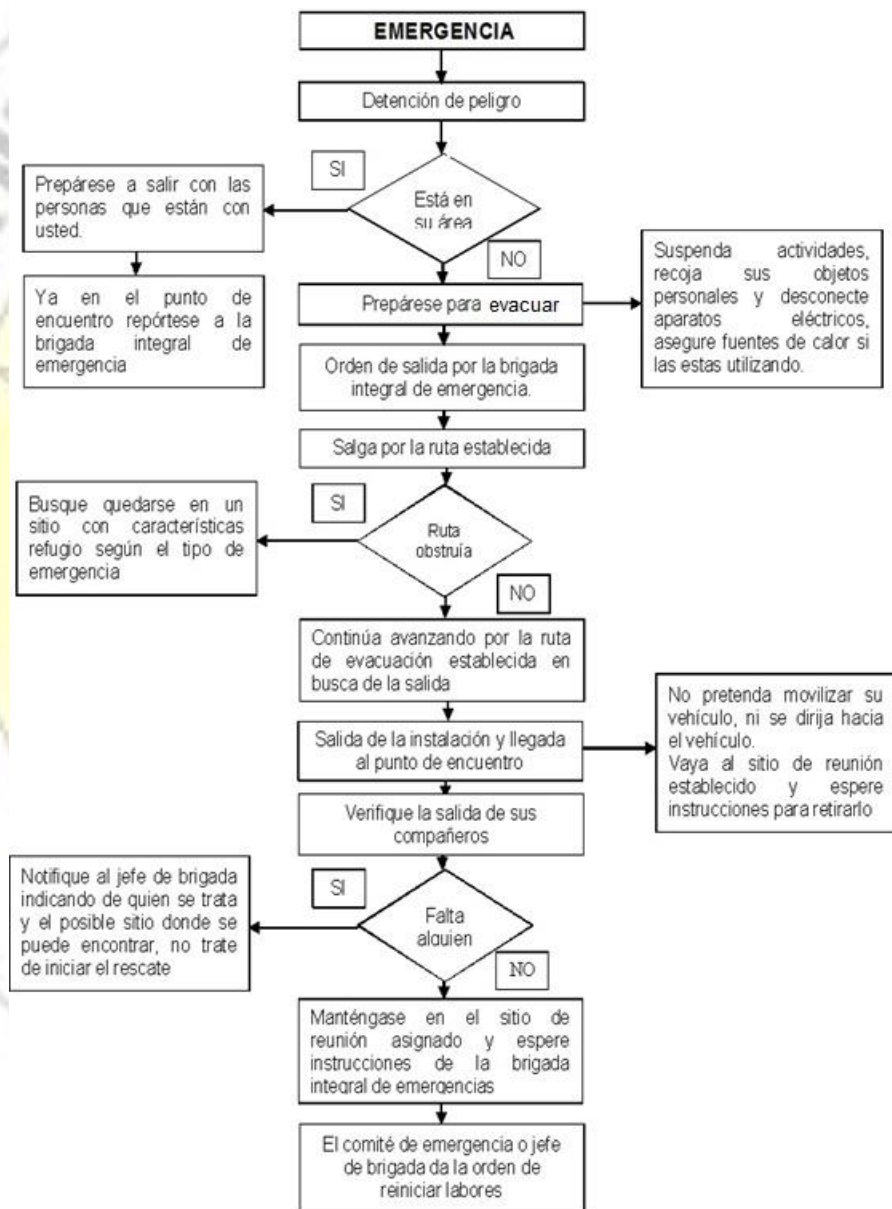 EMERGENCIA
Detención de peligro
SI
Está en
su área
Prepárese a salir con las
personas que están con
usted.
Ya en el punto de
encuentro repórtese a la
brigada integral de
emergencia
NO
Prepárese para evacuar
Suspenda actividades,
recoja sus objetos
personales y desconecte
aparatos eléctricos,
asegure fuentes de calor si
las estas utilizando.
Orden de salida por la brigada
integral de emergencia.
Salga por la ruta establecida
SI
Ruta
obstruía
Busque quedarse en un
sitio con características
refugio según el tipo de
emergencia
NO
Continúa avanzando por la ruta
de evacuación establecida en
busca de la salida
Salida de la instalación y llegada
al punto de encuentro
No pretenda movilizar su
vehículo, ni se dirija hacia
el vehículo.
Vaya al sitio de reunión
establecido y espere
instrucciones para retirarlo
Verifique la salida de sus
compañeros
SI
Falta
alguien
Notifique al jefe de brigada
indicando de quien se trata
y el posible sitio donde se
puede encontrar, no trate
de iniciar el rescate
NO
Manténgase en el sitio de
reunión asignado y espere
instrucciones de la brigada
integral de emergencias
El comité de emergencia o jefe
de brigada da la orden de
reiniciar labores